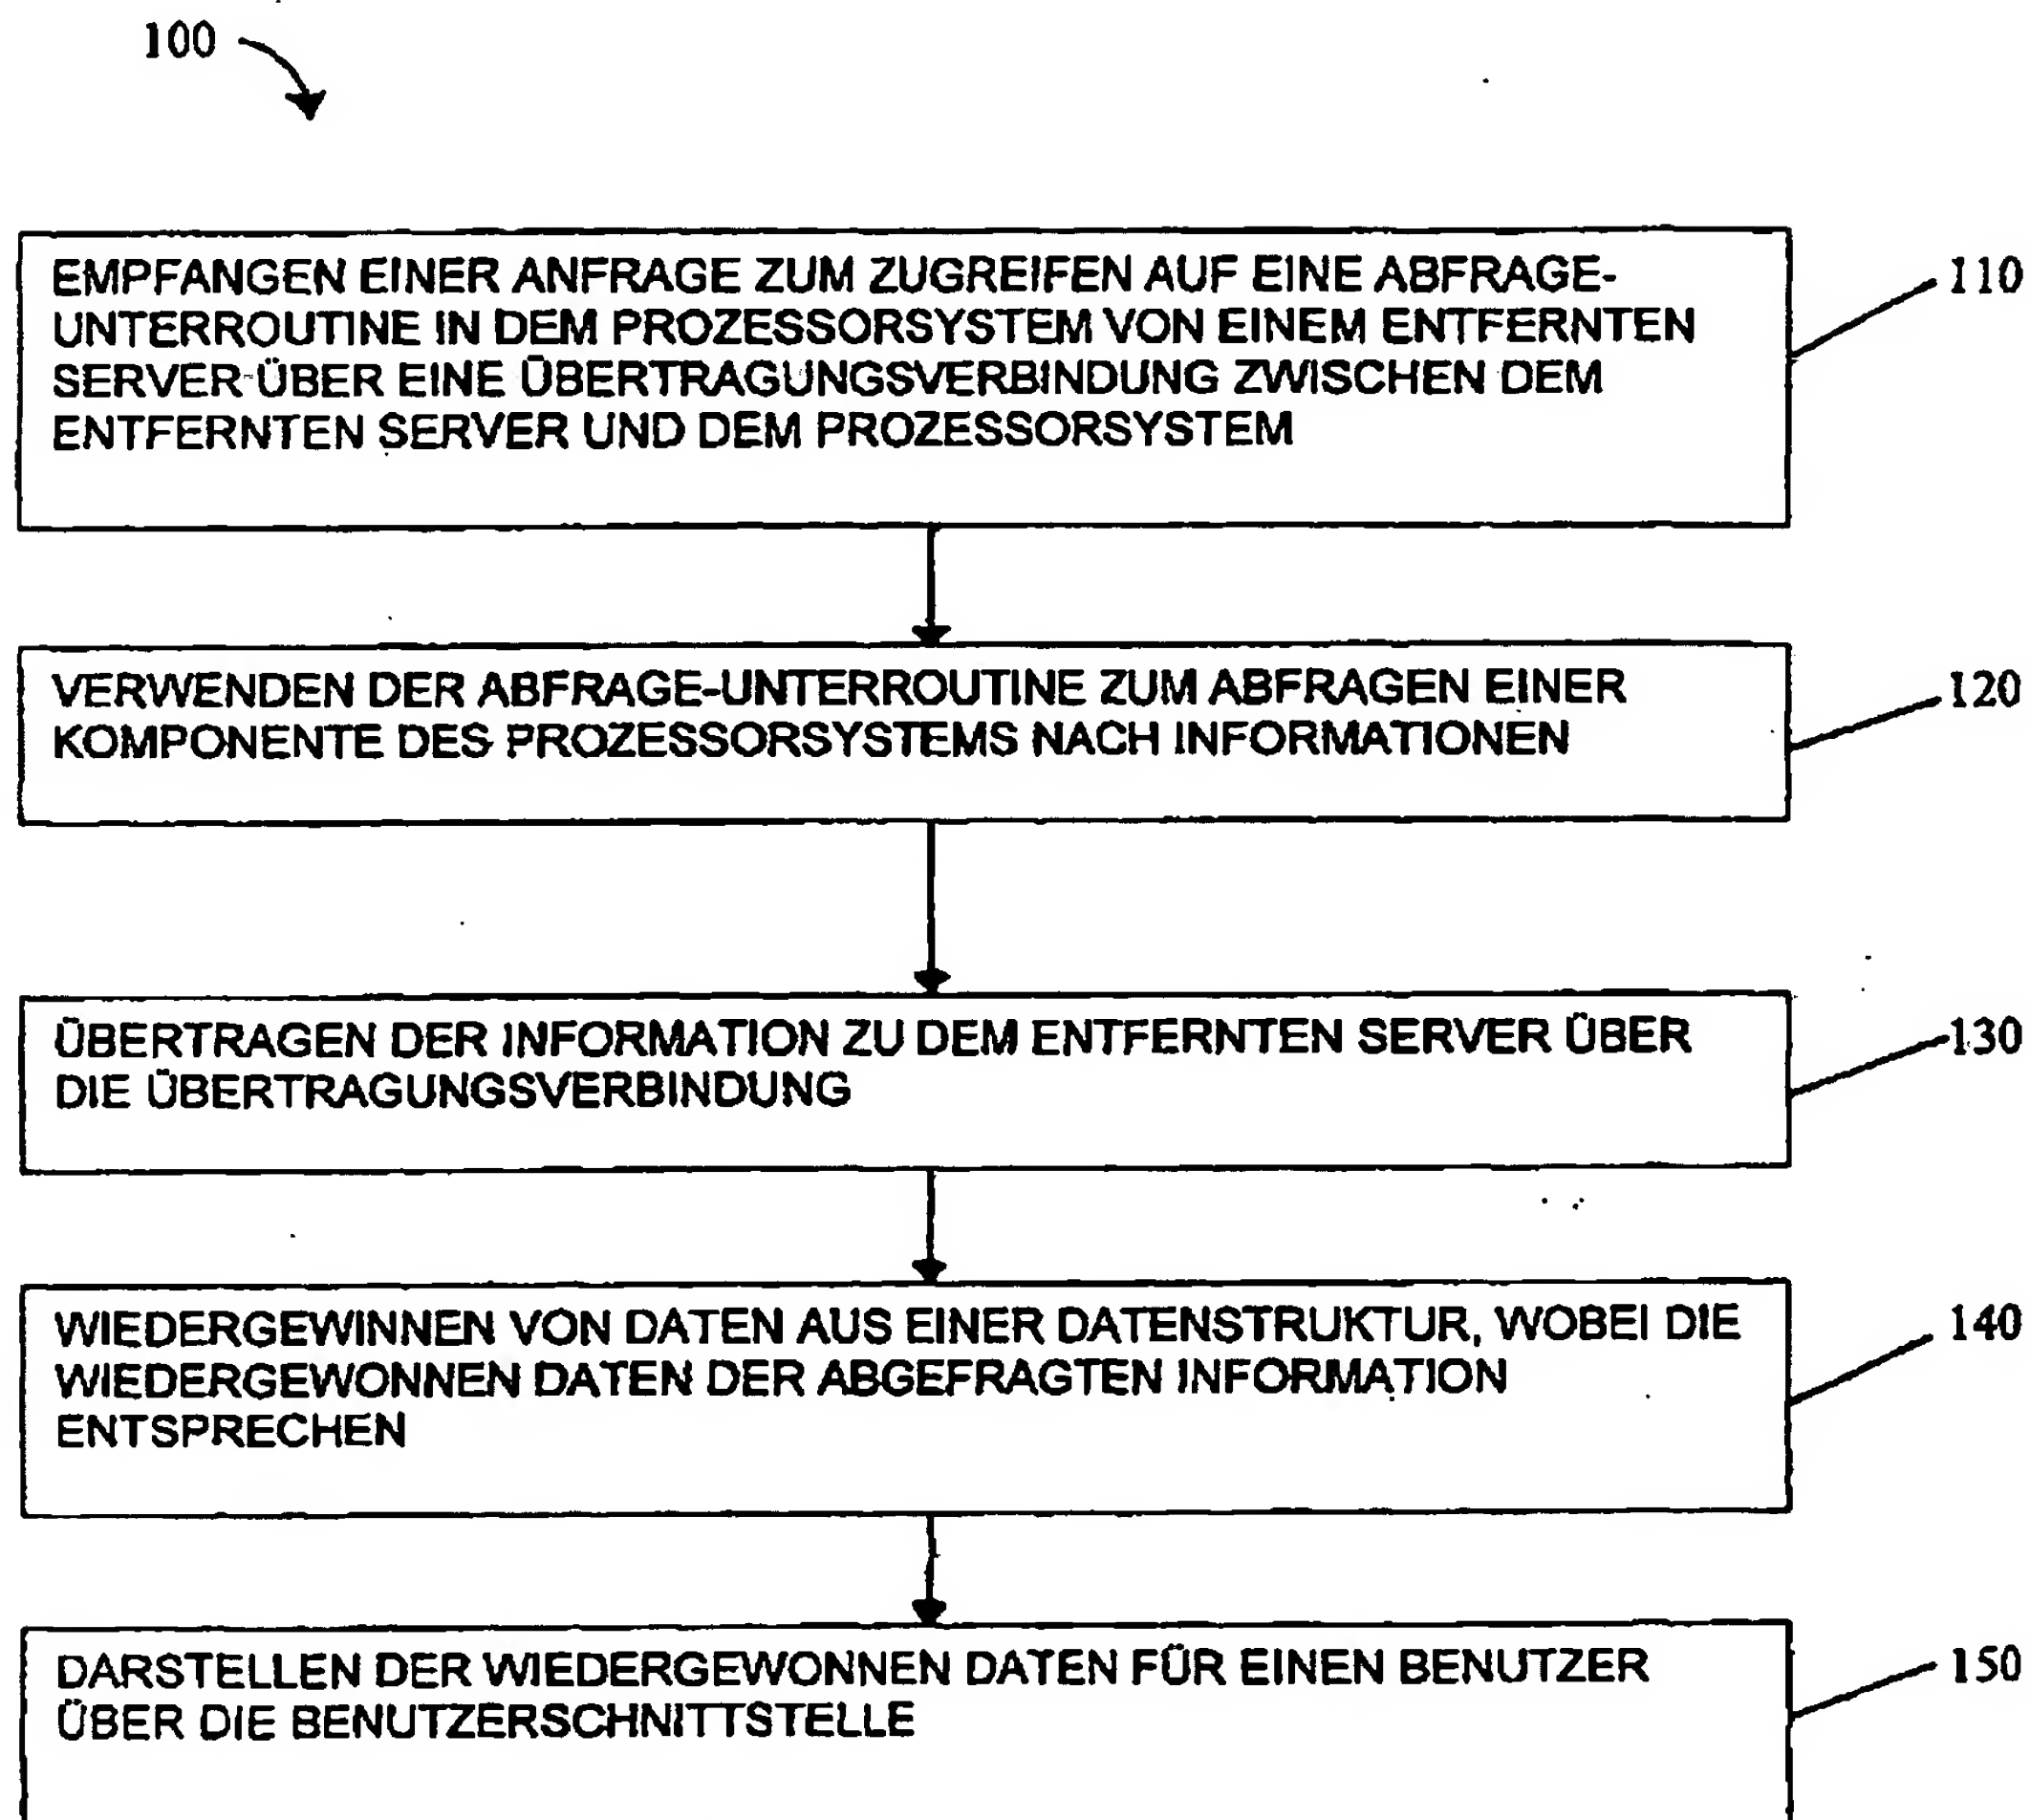 100
EMPFANGEN EINER ANFRAGE ZUM ZUGREIFEN AUF EINE ABFRAGE-
UNTERROUTINE IN DEM PROZESSORSYSTEM VON EINEM ENTFERNTEN
SERVER ÜBER EINE ÜBERTRAGUNGSVERBINDUNG ZWISCHEN DEM
ENTFERNTEN SERVER UND DEM PROZESSORSYSTEM
110
VERWENDEN DER ABFRAGE-UNTERROUTINE ZUM ABFRAGEN EINER
KOMPONENTE DES PROZESSORSYSTEMS NACH INFORMATIONEN
120
ÜBERTRAGEN DER INFORMATION ZU DEM ENTFERNTEN SERVER ÜBER
DIE ÜBERTRAGUNGSVERBINDUNG
130
WIEDERGEWINNEN VON DATEN AUS EINER DATENSTRUKTUR, WOBEI DIE
WIEDERGEWONNEN DATEN DER ABGEFRAGTEN INFORMATION
ENTSPRECHEN
140
DARSTELLEN DER WIEDERGEWONNEN DATEN FÜR EINEN BENUTZER
ÜBER DIE BENUTZERSCHNITTSTELLE
150